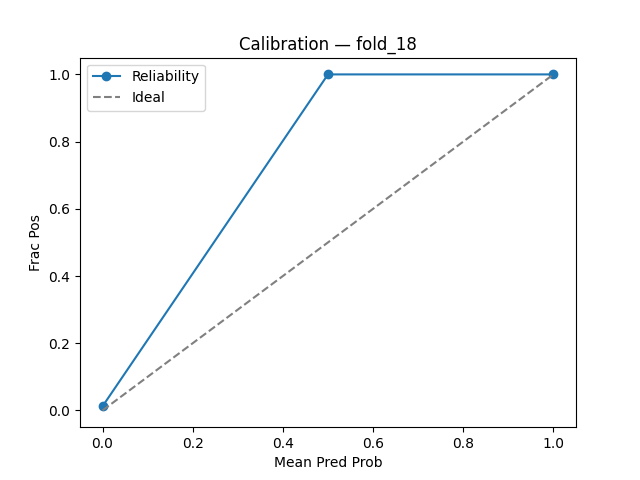 Calibration — fold_18
Reliability
Ideal
Frac Pos
1.0
0.8
0.6
0.4
0.2
0.0
0.0 0.2 0.4 0.6 0.8 1.0
Mean Pred Prob